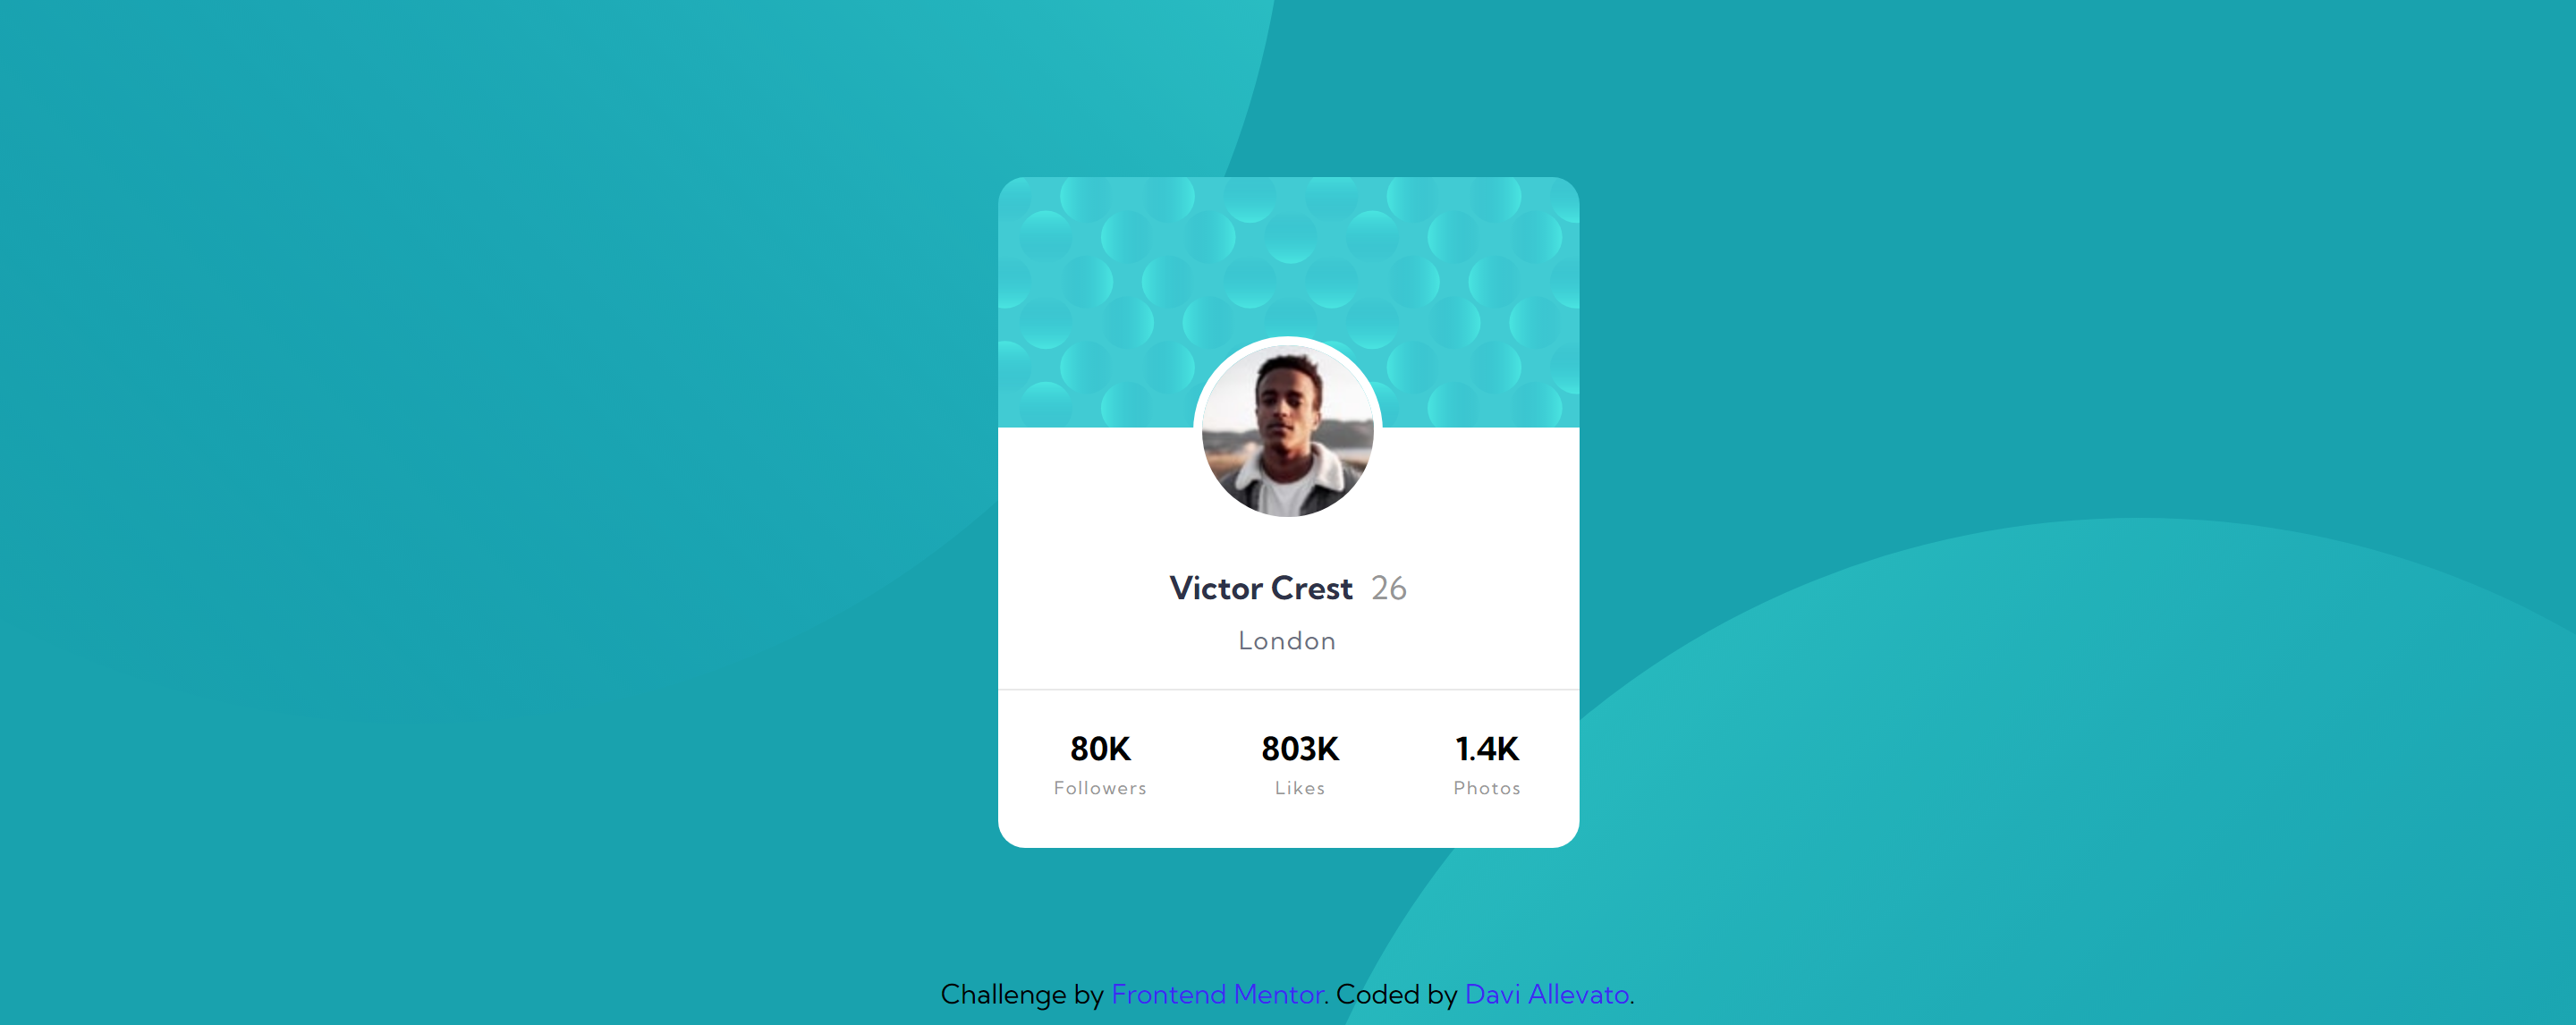 Victor Crest 26
London
80K 803K 1.4K
Followers Likes Photos
Challenge by Frontend Mentor. Coded by Davi Allevato.